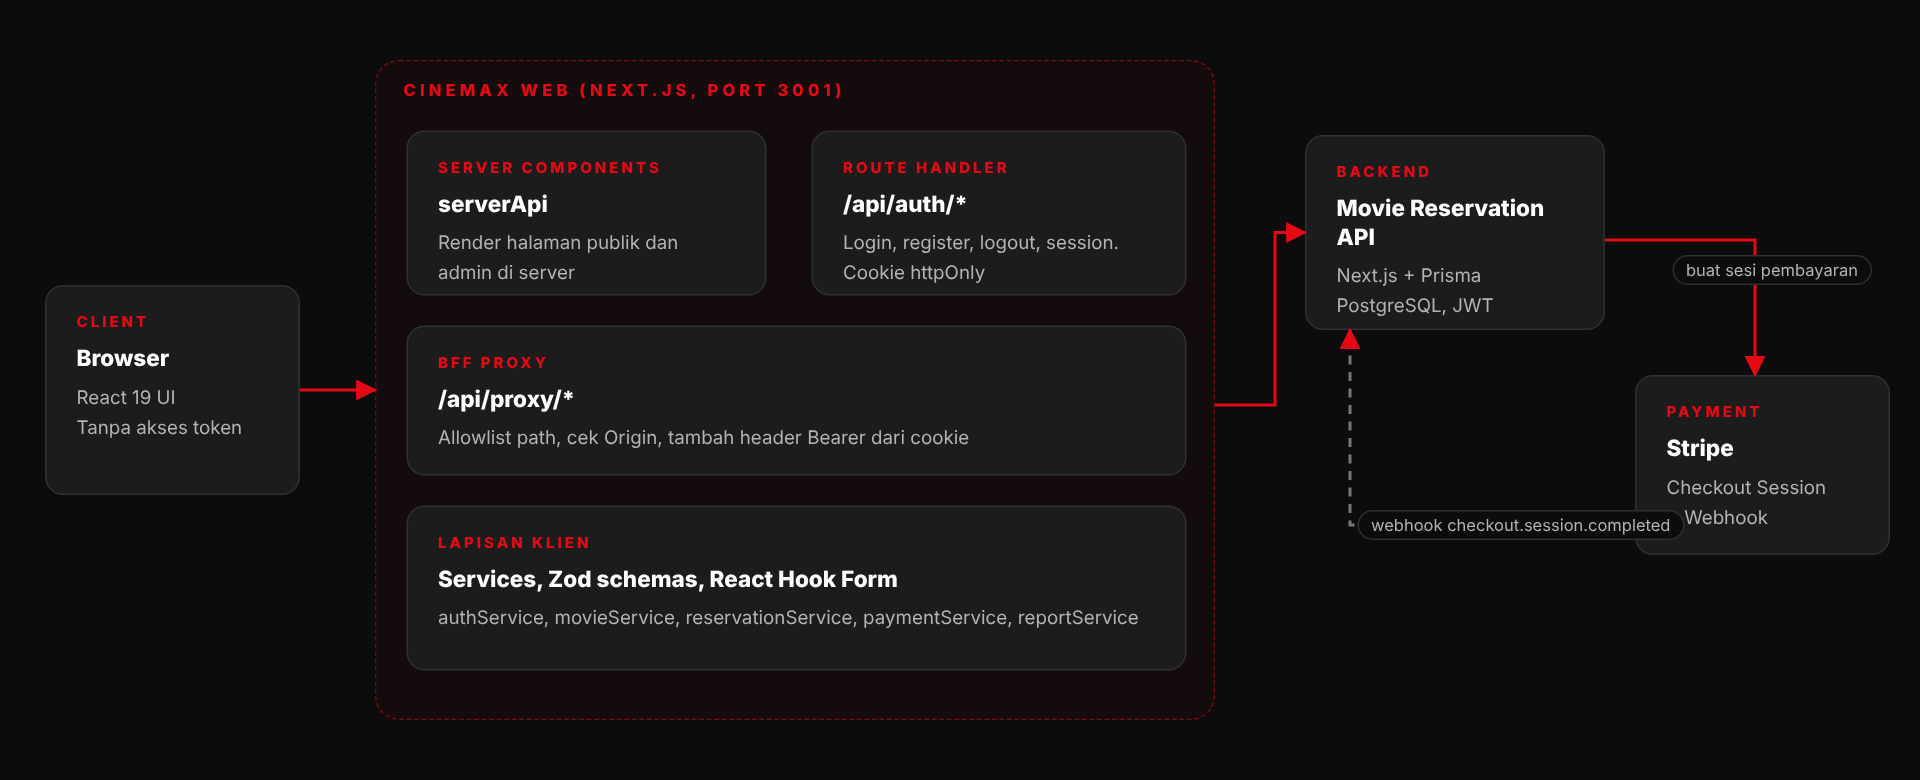 CINEMAX WEB (NEXT.JS, PORT 3001)
CLIENT
Browser
React 19 UI
Tanpa akses token
SERVER COMPONENTS
serverApi
Render halaman publik dan
admin di server
ROUTE HANDLER
/api/auth/*
Login, register, logout, session.
Cookie httpOnly
BFF PROXY
/api/proxy/*
Allowlist path, cek Origin, tambah header Bearer dari cookie
LAPISAN KLIEN
Services, Zod schemas, React Hook Form
authService, movieService, reservationService, paymentService, reportService
BACKEND
Movie Reservation
API
Next.js + Prisma
PostgreSQL, JWT
buat sesi pembayaran
PAYMENT
Stripe
Checkout Session
Webhook
webhook checkout.session.completed